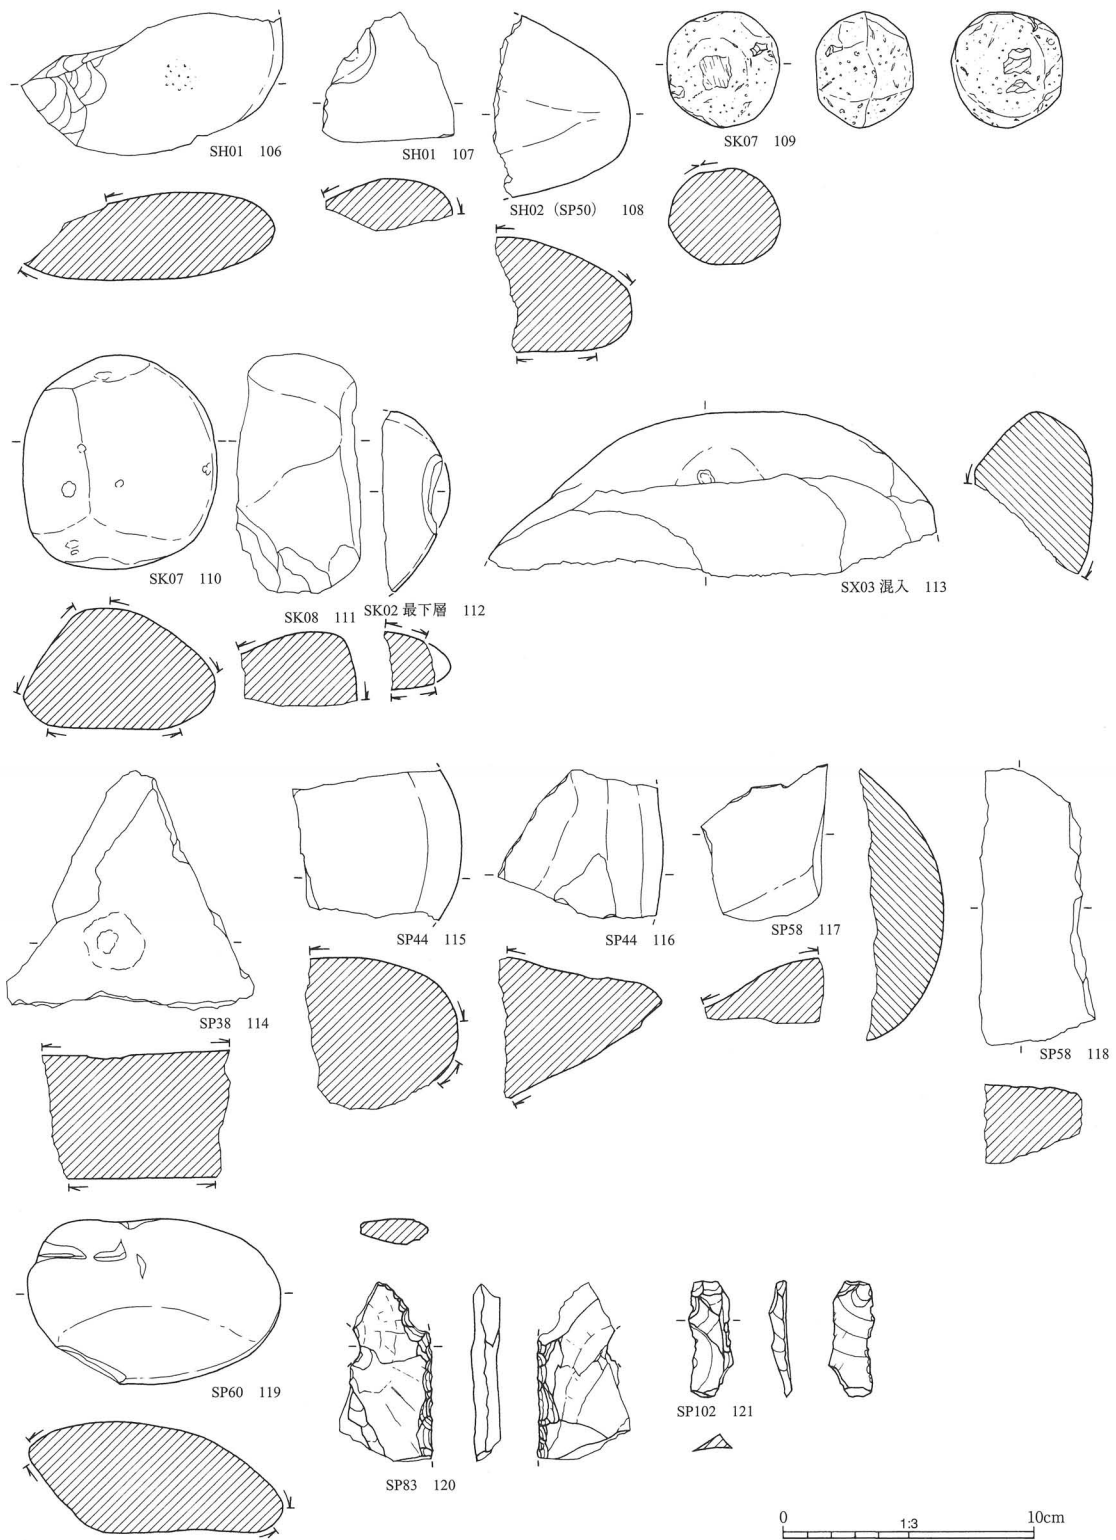 SH01 106
SH01 107
SH02（SP50） 108
SK07 109
SK07 110
SK08 111
SK02 最下層 112
SX03 混入 113
SP38 114
SP44 115
SP44 116
SP58 117
SP58 118
SP60 119
SP83 120
SP102 121
0 1:3 10cm